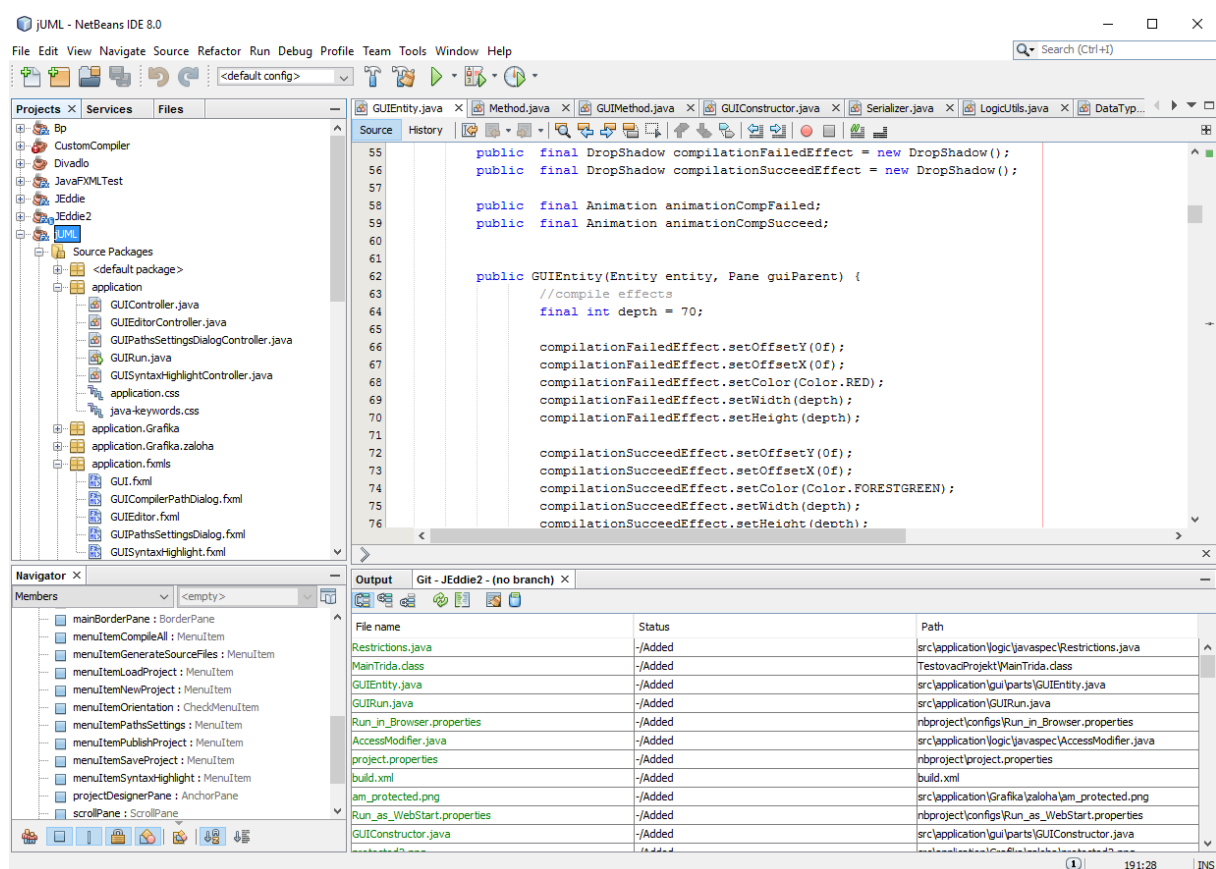 jUML - NetBeans IDE 8.0
File Edit View Navigate Source Refactor Run Debug Profile Team Tools Window Help
Search (Ctrl+I)
<default config>
Projects Services Files
Bp
CustomCompiler
Divadlo
JavaFXMLTest
JEddie
JEddie2
jUML
Source Packages
<default package>
application
GUIController.java
GUIEditorController.java
GUIPathsSettingsDialogController.java
GUIRun.java
GUISyntaxHighlightController.java
application.css
java-keywords.css
application.Grafika
application.Grafika.zaloha
application.fxmls
GUI.fxml
GUICompilerPathDialog.fxml
GUIEditor.fxml
GUIPathsSettingsDialog.fxml
GUISyntaxHighlight.fxml
GUIEntity.java Method.java GUIMethod.java GUIConstructor.java Serializer.java LogicUtils.java DataTyp...
Source History
55 public final DropShadow compilationFailedEffect = new DropShadow();
56 public final DropShadow compilationSucceedEffect = new DropShadow();
57
58 public final Animation animationCompFailed;
59 public final Animation animationCompSucceed;
60
61
62 public GUIEntity(Entity entity, Pane guiParent) {
63 //compile effects
64 final int depth = 70;
65
66 compilationFailedEffect.setOffsetY(0f);
67 compilationFailedEffect.setOffsetX(0f);
68 compilationFailedEffect.setColor(Color.RED);
69 compilationFailedEffect.setWidth(depth);
70 compilationFailedEffect.setHeight(depth);
71
72 compilationSucceedEffect.setOffsetY(0f);
73 compilationSucceedEffect.setOffsetX(0f);
74 compilationSucceedEffect.setColor(Color.FORESTGREEN);
75 compilationSucceedEffect.setWidth(depth);
76 compilationSucceedEffect.setHeight(depth);
Navigator
Members <empty>
mainBorderPane : BorderPane
menuItemCompileAll : MenuItem
menuItemGenerateSourceFiles : MenuItem
menuItemLoadProject : MenuItem
menuItemNewProject : MenuItem
menuItemOrientation : CheckMenuItem
menuItemPathsSettings : MenuItem
menuItemPublishProject : MenuItem
menuItemSaveProject : MenuItem
menuItemSyntaxHighlight : MenuItem
projectDesignerPane : AnchorPane
scrollPane : ScrollPane
Output Git - JEddie2 - (no branch)
File name Status Path
Restrictions.java -/Added src\application\logic\javaspec\Restrictions.java
MainTrida.class -/Added TestovaciProjekt\MainTrida.class
GUIEntity.java -/Added src\application\gui\parts\GUIEntity.java
GUIRun.java -/Added src\application\GUIRun.java
Run_in_Browser.properties -/Added nbproject\configs\Run_in_Browser.properties
AccessModifier.java -/Added src\application\logic\javaspec\AccessModifier.java
project.properties -/Added nbproject\project.properties
build.xml -/Added build.xml
am_protected.png -/Added src\application\Grafika\zaloha\am_protected.png
Run_as_WebStart.properties -/Added nbproject\configs\Run_as_WebStart.properties
GUIConstructor.java -/Added src\application\gui\parts\GUIConstructor.java
1 191:28 INS